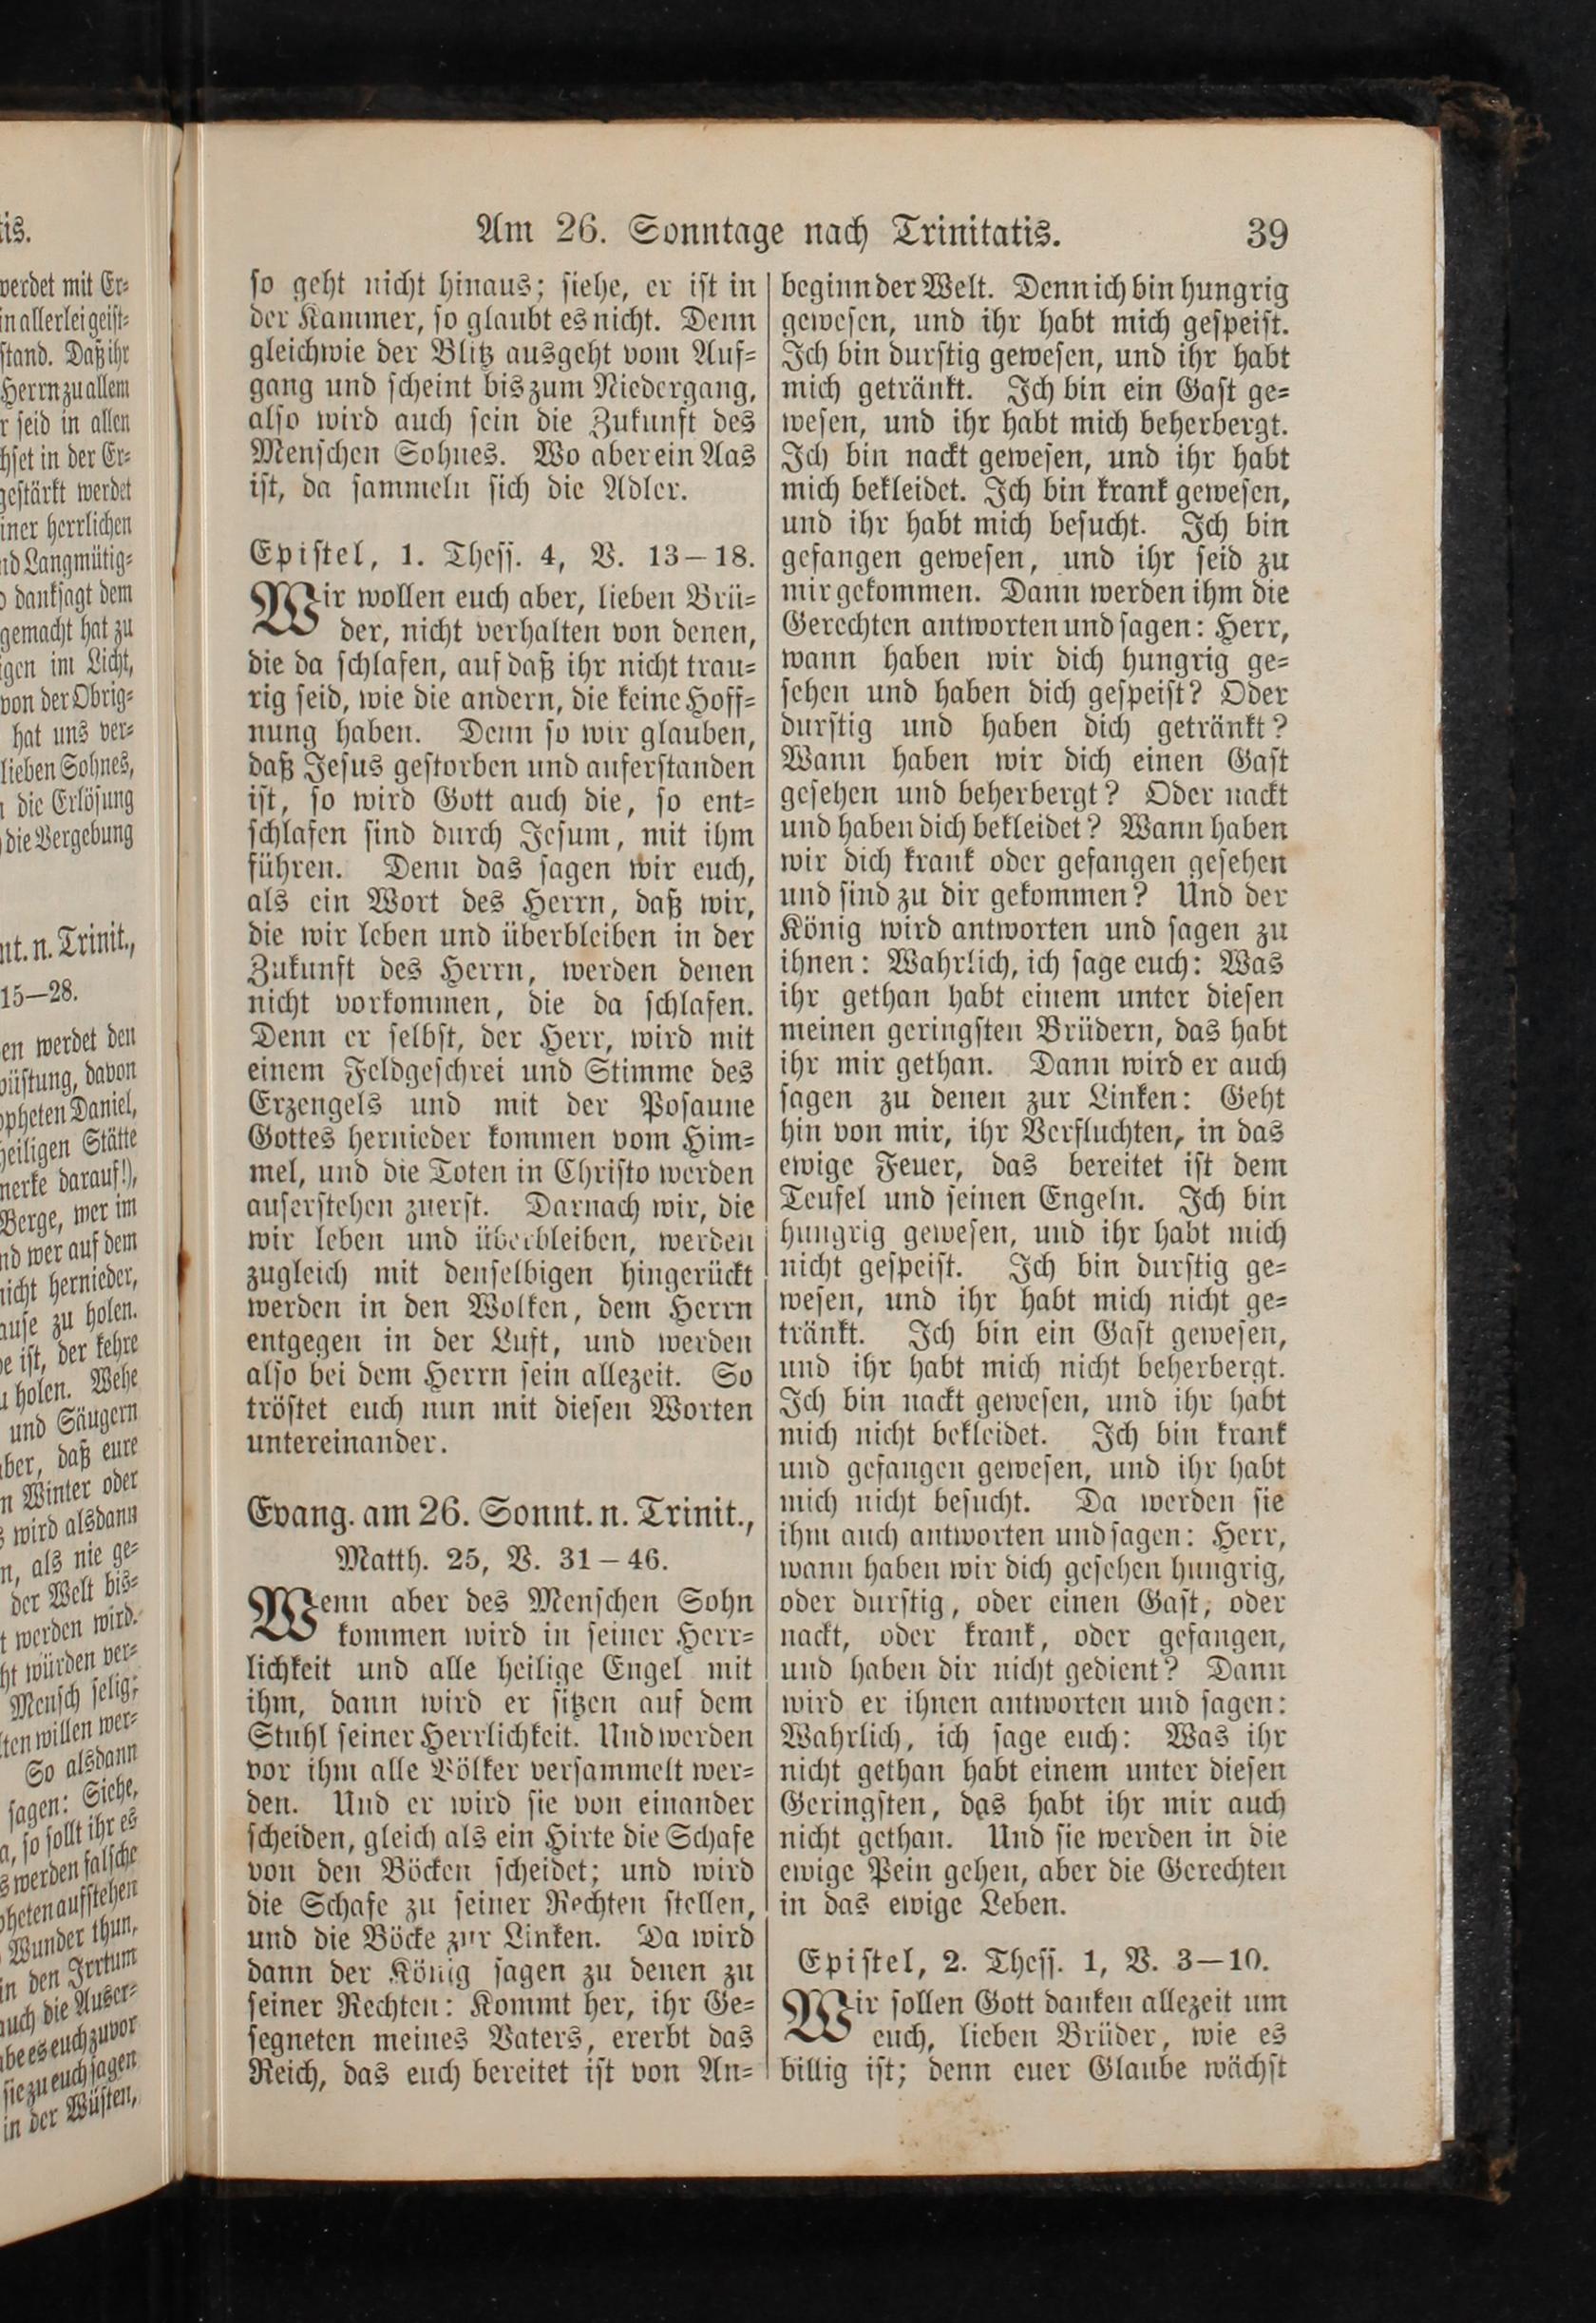 Am 26. Sonntage nach Trinitatis. 39
so geht nicht hinaus; siehe, er ist in
der Kammer, so glaubt es nicht. Denn
gleichwie der Blitz ausgeht vom Auf=
gang und scheint bis zum Niedergang,
also wird auch sein die Zukunft des
Menschen Sohnes. Wo aber ein Aas
ist, da sammeln sich die Adler.
Epistel, 1. Thess. 4, V. 13–18.
Wir wollen euch aber, lieben Brü=
der, nicht verhalten von denen,
die da schlafen, auf daß ihr nicht trau=
rig seid, wie die andern, die keine Hoff=
nung haben. Denn so wir glauben,
daß Jesus gestorben und auferstanden
ist, so wird Gott auch die, so ent=
schlafen sind durch Jesum, mit ihm
führen. Denn das sagen wir euch,
als ein Wort des Herrn, daß wir,
die wir leben und überbleiben in der
Zukunft des Herrn, werden denen
nicht vorkommen, die da schlafen.
Denn er selbst, der Herr, wird mit
einem Feldgeschrei und Stimme des
Erzengels und mit der Posaune
Gottes hernieder kommen vom Him=
mel, und die Toten in Christo werden
auferstehen zuerst. Darnach wir, die
wir leben und überbleiben, werden
zugleich mit denselbigen hingerückt
werden in den Wolken, dem Herrn
entgegen in der Luft, und werden
also bei dem Herrn sein allezeit. So
tröstet euch nun mit diesen Worten
untereinander.
Evang. am 26. Sonnt. n. Trinit.,
Matth. 25, V. 31–46.
Wenn aber des Menschen Sohn
kommen wird in seiner Herr=
lichkeit und alle heilige Engel mit
ihm, dann wird er sitzen auf dem
Stuhl seiner Herrlichkeit. Und werden
vor ihm alle Völker versammelt wer=
den. Und er wird sie von einander
scheiden, gleich als ein Hirte die Schafe
von den Böcken scheidet; und wird
die Schafe zu seiner Rechten stellen,
und die Böcke zur Linken. Da wird
dann der König sagen zu denen zu
seiner Rechten: Kommt her, ihr Ge=
segneten meines Vaters, ererbt das
Reich, das euch bereitet ist von An=
beginn der Welt. Denn ich bin hungrig
gewesen, und ihr habt mich gespeist.
Ich bin durstig gewesen, und ihr habt
mich getränkt. Ich bin ein Gast ge=
wesen, und ihr habt mich beherbergt.
Ich bin nackt gewesen, und ihr habt
mich bekleidet. Ich bin krank gewesen,
und ihr habt mich besucht. Ich bin
gefangen gewesen, und ihr seid zu
mir gekommen. Dann werden ihm die
Gerechten antworten und sagen: Herr,
wann haben wir dich hungrig ge=
sehen und haben dich gespeist? Oder
durstig und haben dich getränkt?
Wann haben wir dich einen Gast
gesehen und beherbergt? Oder nackt
und haben dich bekleidet? Wann haben
wir dich krank oder gefangen gesehen
und sind zu dir gekommen? Und der
König wird antworten und sagen zu
ihnen: Wahrlich, ich sage euch: Was
ihr gethan habt einem unter diesen
meinen geringsten Brüdern, das habt
ihr mir gethan. Dann wird er auch
sagen zu denen zur Linken: Geht
hin von mir, ihr Verfluchten, in das
ewige Feuer, das bereitet ist dem
Teufel und seinen Engeln. Ich bin
hungrig gewesen, und ihr habt mich
nicht gespeist. Ich bin durstig ge=
wesen, und ihr habt mich nicht ge=
tränkt. Ich bin ein Gast gewesen,
und ihr habt mich nicht beherbergt.
Ich bin nackt gewesen, und ihr habt
mich nicht bekleidet. Ich bin krank
und gefangen gewesen, und ihr habt
mich nicht besucht. Da werden sie
ihm auch antworten und sagen: Herr,
wann haben wir dich gesehen hungrig,
oder durstig, oder einen Gast, oder
nackt, oder krank, oder gefangen,
und haben dir nicht gedient? Dann
wird er ihnen antworten und sagen:
Wahrlich, ich sage euch: Was ihr
nicht gethan habt einem unter diesen
Geringsten, das habt ihr mir auch
nicht gethan. Und sie werden in die
ewige Pein gehen, aber die Gerechten
in das ewige Leben.
Epistel, 2. Thess. 1, V. 3–10.
Wir sollen Gott danken allezeit um
euch, lieben Brüder, wie es
billig ist; denn euer Glaube wächst